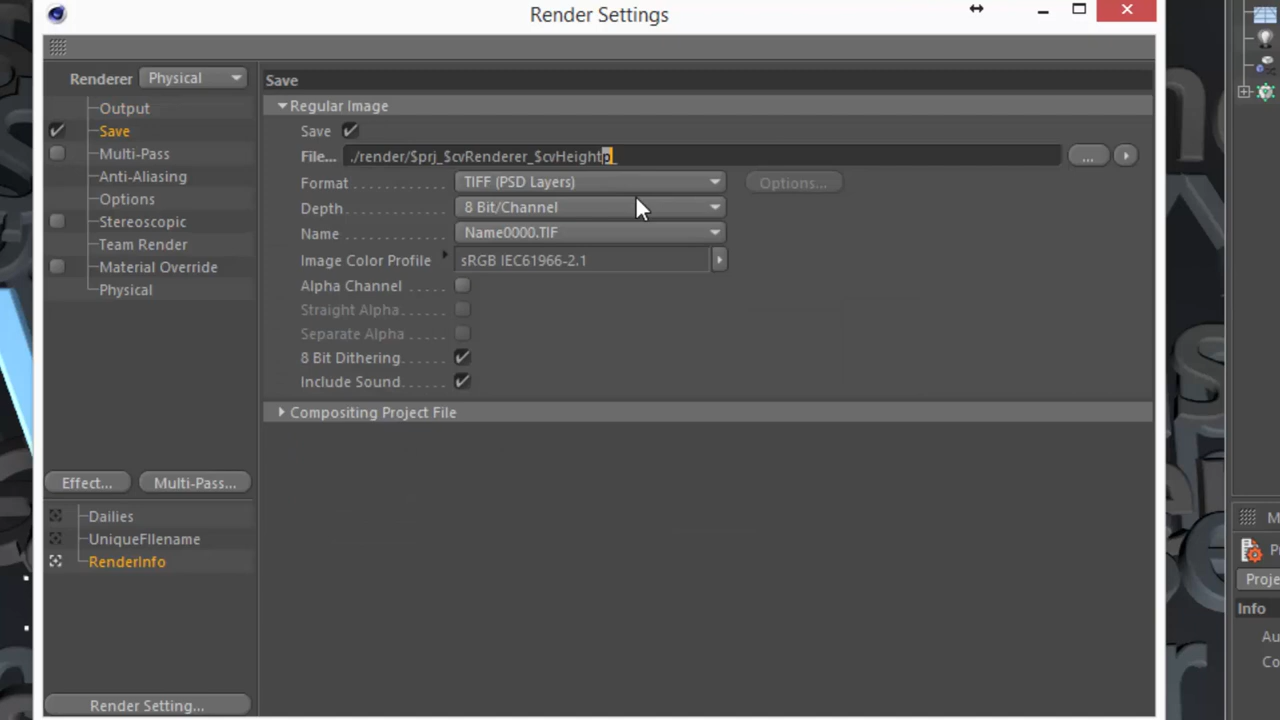 Render Settings
Renderer Physical
Output
Save
Multi-Pass
Anti-Aliasing
Options
Stereoscopic
Team Render
Material Override
Physical
Effect... Multi-Pass...
Dailies
UniqueFIlename
RenderInfo
Render Setting...
Save
Regular Image
Save
File... ./render/$prj_$cvRenderer_$cvHeightp_
...
Format . . . . . . . . . . . . TIFF (PSD Layers) Options...
Depth . . . . . . . . . . . . 8 Bit/Channel
Name . . . . . . . . . . . . Name0000.TIF
Image Color Profile sRGB IEC61966-2.1
Alpha Channel . . . . . .
Straight Alpha . . . . . .
Separate Alpha . . . . .
8 Bit Dithering . . . . . .
Include Sound . . . . . .
Compositing Project File
Info